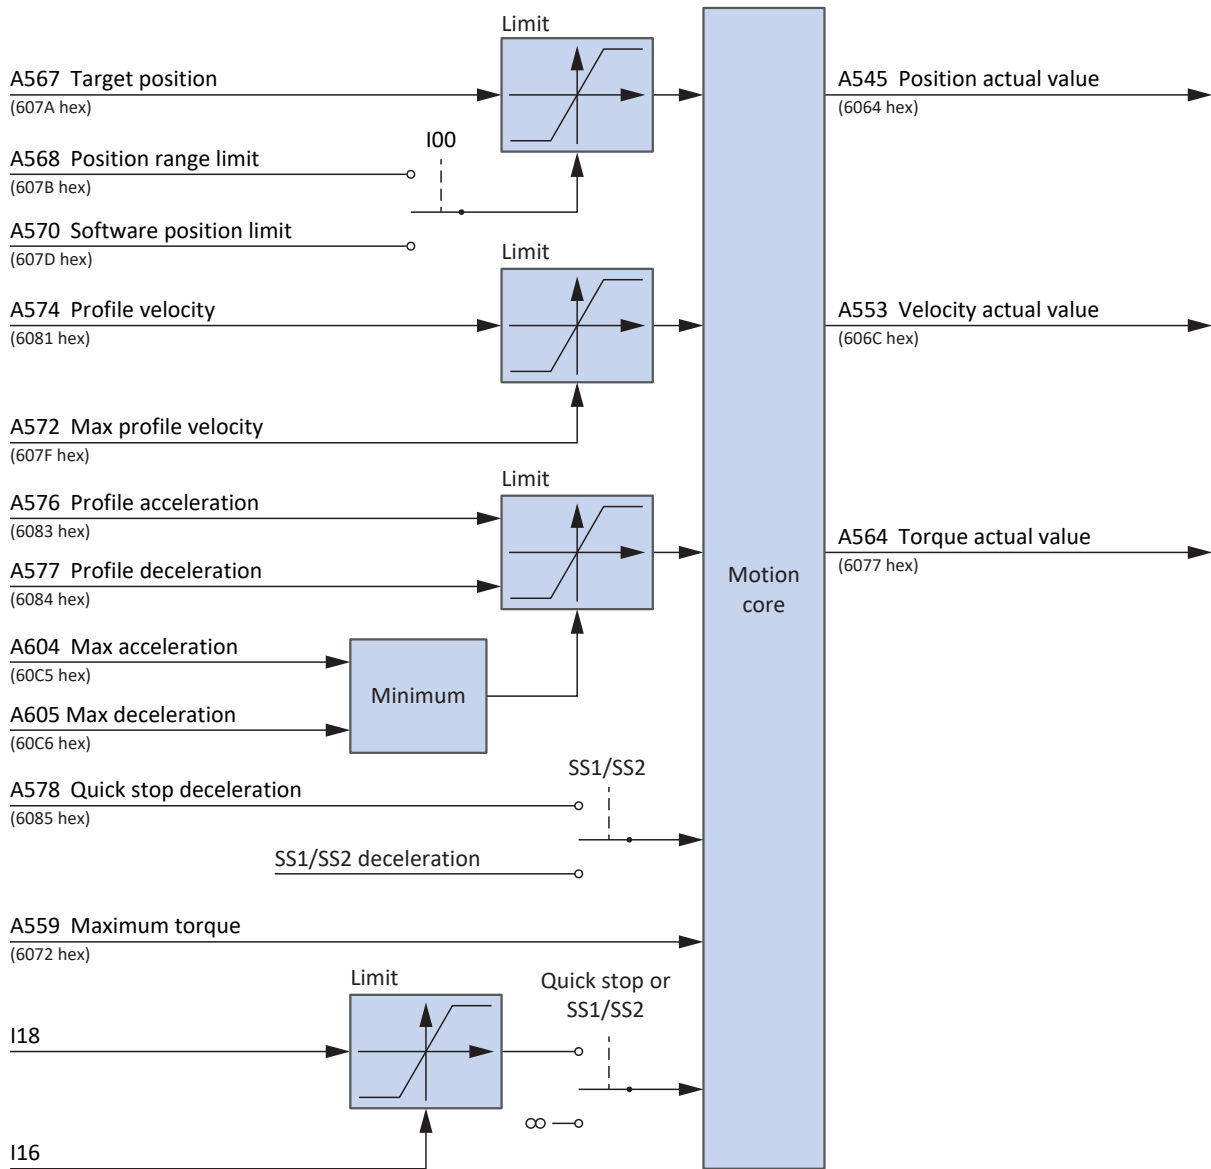 Limit
A567 Target position
(607A hex)
A545 Position actual value
(6064 hex)
I00
A568 Position range limit
(607B hex)
A570 Software position limit
(607D hex)
Limit
A574 Profile velocity
(6081 hex)
A553 Velocity actual value
(606C hex)
A572 Max profile velocity
(607F hex)
Limit
A576 Profile acceleration
(6083 hex)
A577 Profile deceleration
(6084 hex)
A564 Torque actual value
(6077 hex)
Motion
core
A604 Max acceleration
(60C5 hex)
Minimum
A605 Max deceleration
(60C6 hex)
SS1/SS2
A578 Quick stop deceleration
(6085 hex)
SS1/SS2 deceleration
A559 Maximum torque
(6072 hex)
Limit
Quick stop or
SS1/SS2
I18
∞
I16